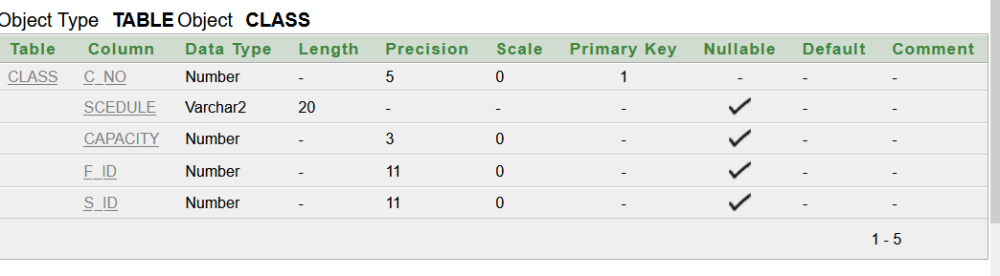 Object Type TABLE Object CLASS
Table Column Data Type Length Precision Scale Primary Key Nullable Default Comment
CLASS C_NO Number - 5 0 1 - - -
SCEDULE Varchar2 20 - - - ✓ - -
CAPACITY Number - 3 0 - ✓ - -
F_ID Number - 11 0 - ✓ - -
S_ID Number - 11 0 - ✓ - -
1 - 5